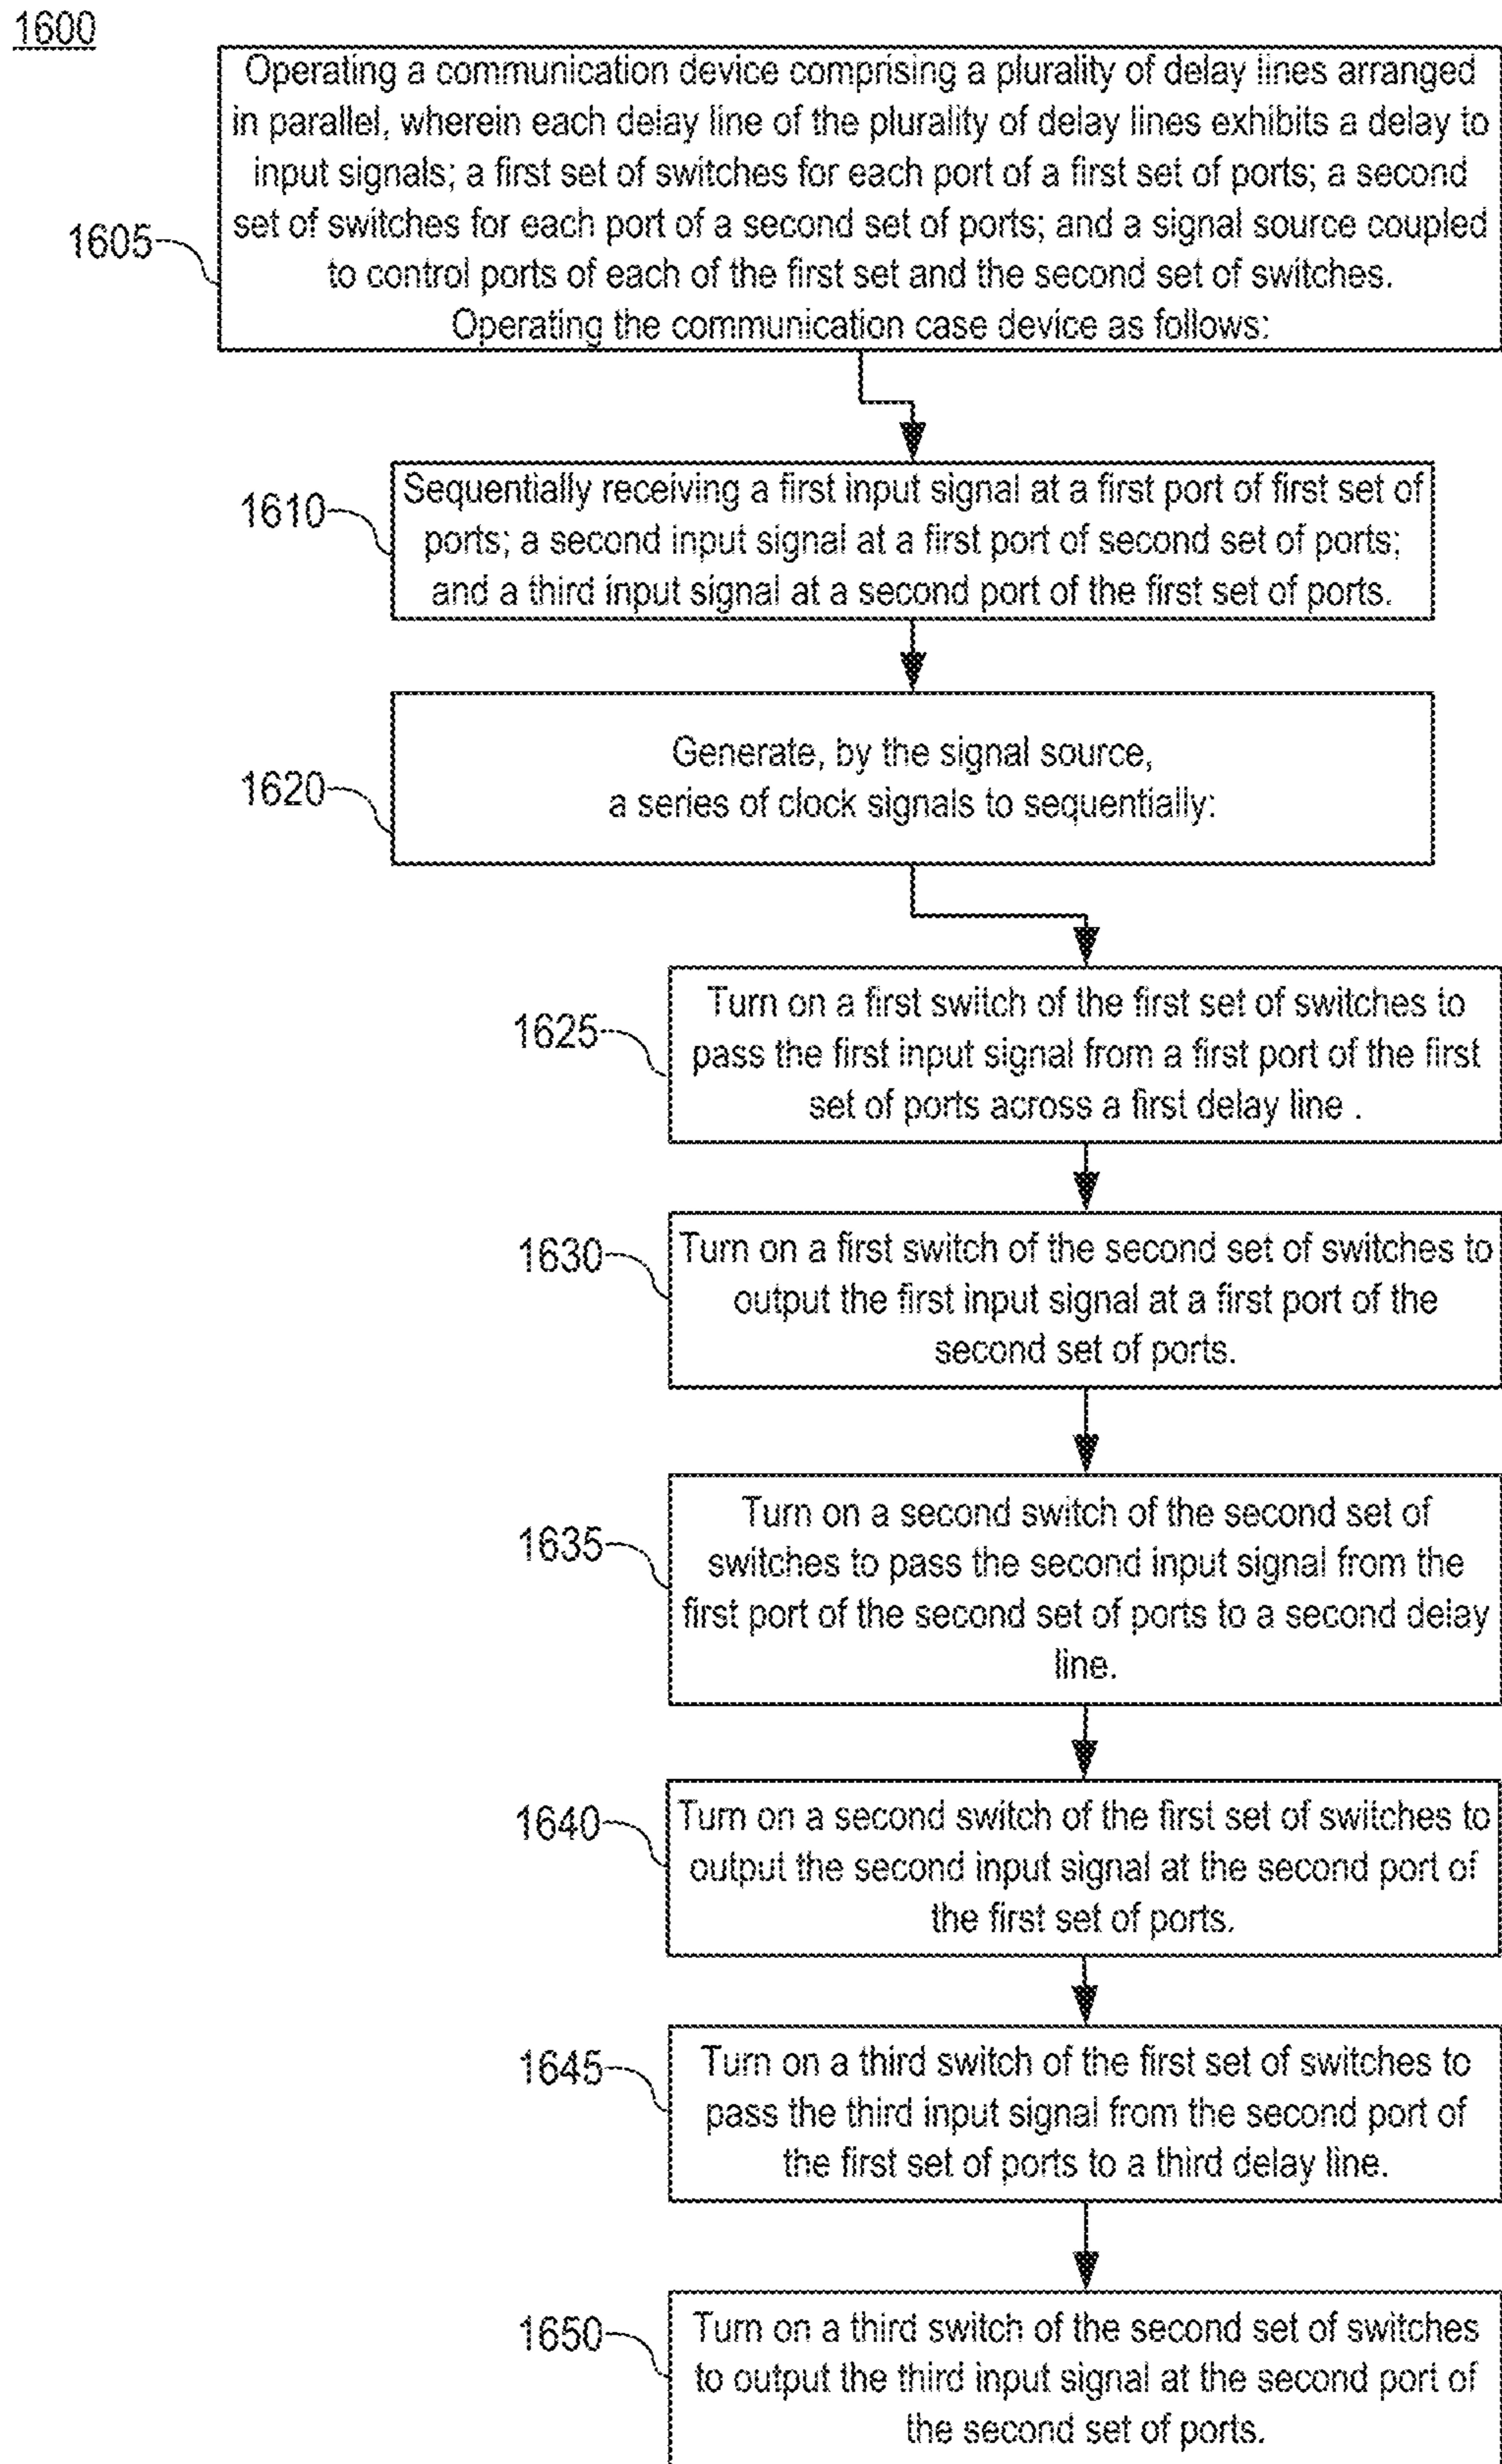 1600
Operating a communication device comprising a plurality of delay lines arranged
in parallel, wherein each delay line of the plurality of delay lines exhibits a delay to
input signals; a first set of switches for each port of a first set of ports; a second
set of switches for each port of a second set of ports; and a signal source coupled
to control ports of each of the first set and the second set of switches.
Operating the communication case device as follows:
1605
Sequentially receiving a first input signal at a first port of first set of
ports; a second input signal at a first port of second set of ports;
and a third input signal at a second port of the first set of ports.
1610
Generate, by the signal source,
a series of clock signals to sequentially:
1620
Turn on a first switch of the first set of switches to
pass the first input signal from a first port of the first
set of ports across a first delay line .
1625
Turn on a first switch of the second set of switches to
output the first input signal at a first port of the
second set of ports.
1630
Turn on a second switch of the second set of
switches to pass the second input signal from the
first port of the second set of ports to a second delay
line.
1635
Turn on a second switch of the first set of switches to
output the second input signal at the second port of
the first set of ports.
1640
Turn on a third switch of the first set of switches to
pass the third input signal from the second port of
the first set of ports to a third delay line.
1645
Turn on a third switch of the second set of switches
to output the third input signal at the second port of
the second set of ports.
1650